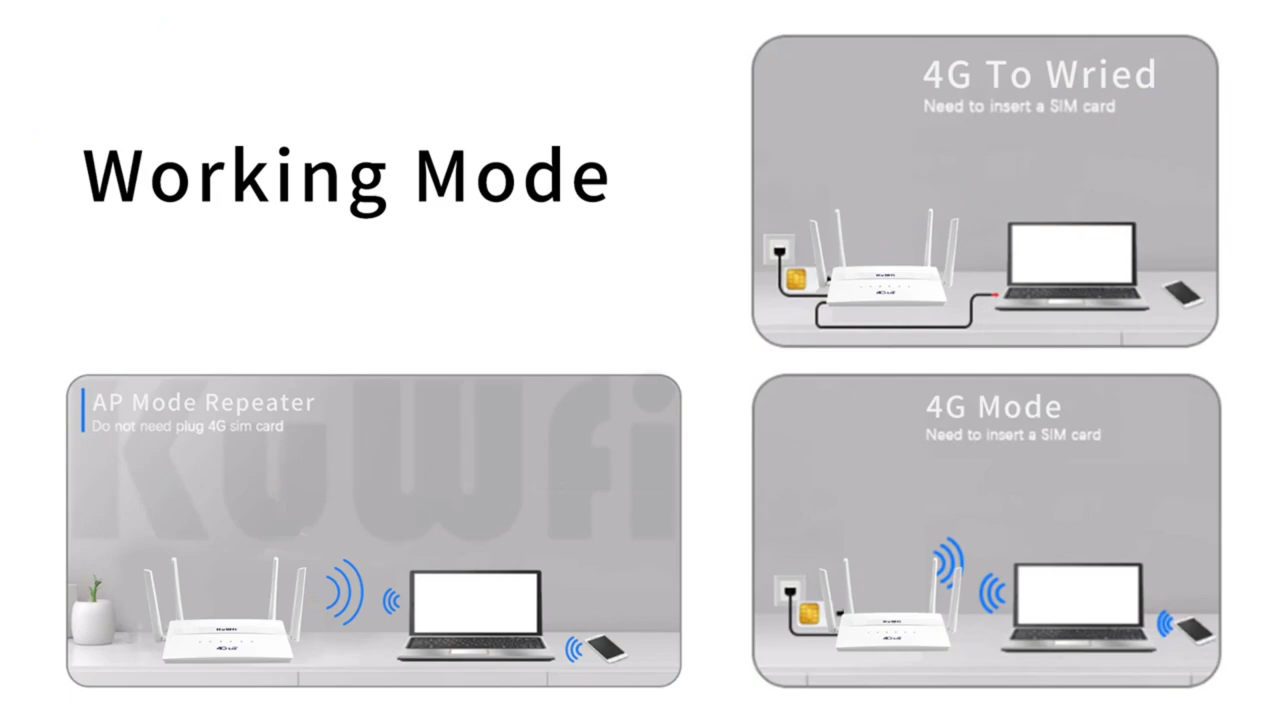 Working Mode
4G To Wried
Need to insert a SIM card
AP Mode Repeater
Do not need plug 4G sim card
KuWfi
4G Mode
Need to insert a SIM card